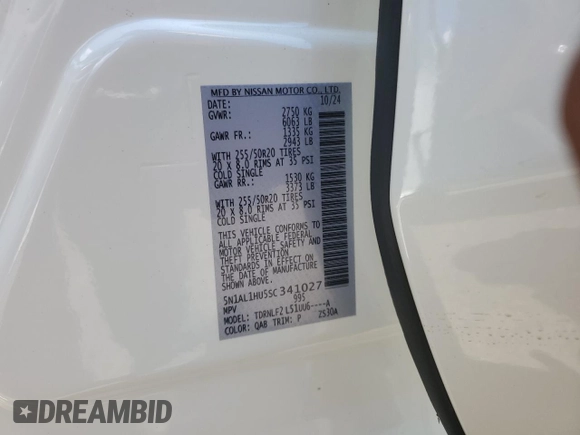 MFD BY NISSAN MOTOR CO., LTD.
DATE: 10/24
GVWR: 2750 KG
6063 LB
GAWR FR.: 1335 KG
2943 LB
WITH 255/50R20 TIRES
20 X 8.0 RIMS AT 35 PSI
COLD SINGLE
GAWR RR.: 1530 KG
3373 LB
WITH 255/50R20 TIRES
20 X 8.0 RIMS AT 35 PSI
COLD SINGLE
THIS VEHICLE CONFORMS TO
ALL APPLICABLE FEDERAL
MOTOR VEHICLE SAFETY AND
THEFT PREVENTION
STANDARDS IN EFFECT ON
THE DATE OF MANUFACTURE
SHOWN ABOVE.
5N1AL1HU5SC341027
MPV 995
MODEL: TDRNLF2 L51UU6----A
COLOR: QAB TRIM: P ZS30A
DREAMBID